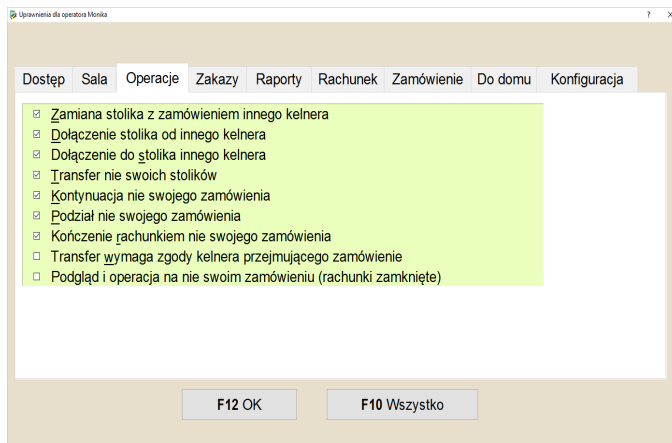 Uprawnienia dla operatora Monika ? X
Dostęp Sala Operacje Zakazy Raporty Rachunek Zamówienie Do domu Konfiguracja
Zamiana stolika z zamówieniem innego kelnera
Dołączenie stolika od innego kelnera
Dołączenie do stolika innego kelnera
Transfer nie swoich stolików
Kontynuacja nie swojego zamówienia
Podział nie swojego zamówienia
Kończenie rachunkiem nie swojego zamówienia
Transfer wymaga zgody kelnera przejmującego zamówienie
Podgląd i operacja na nie swoim zamówieniu (rachunki zamknięte)
F12 OK F10 Wszystko